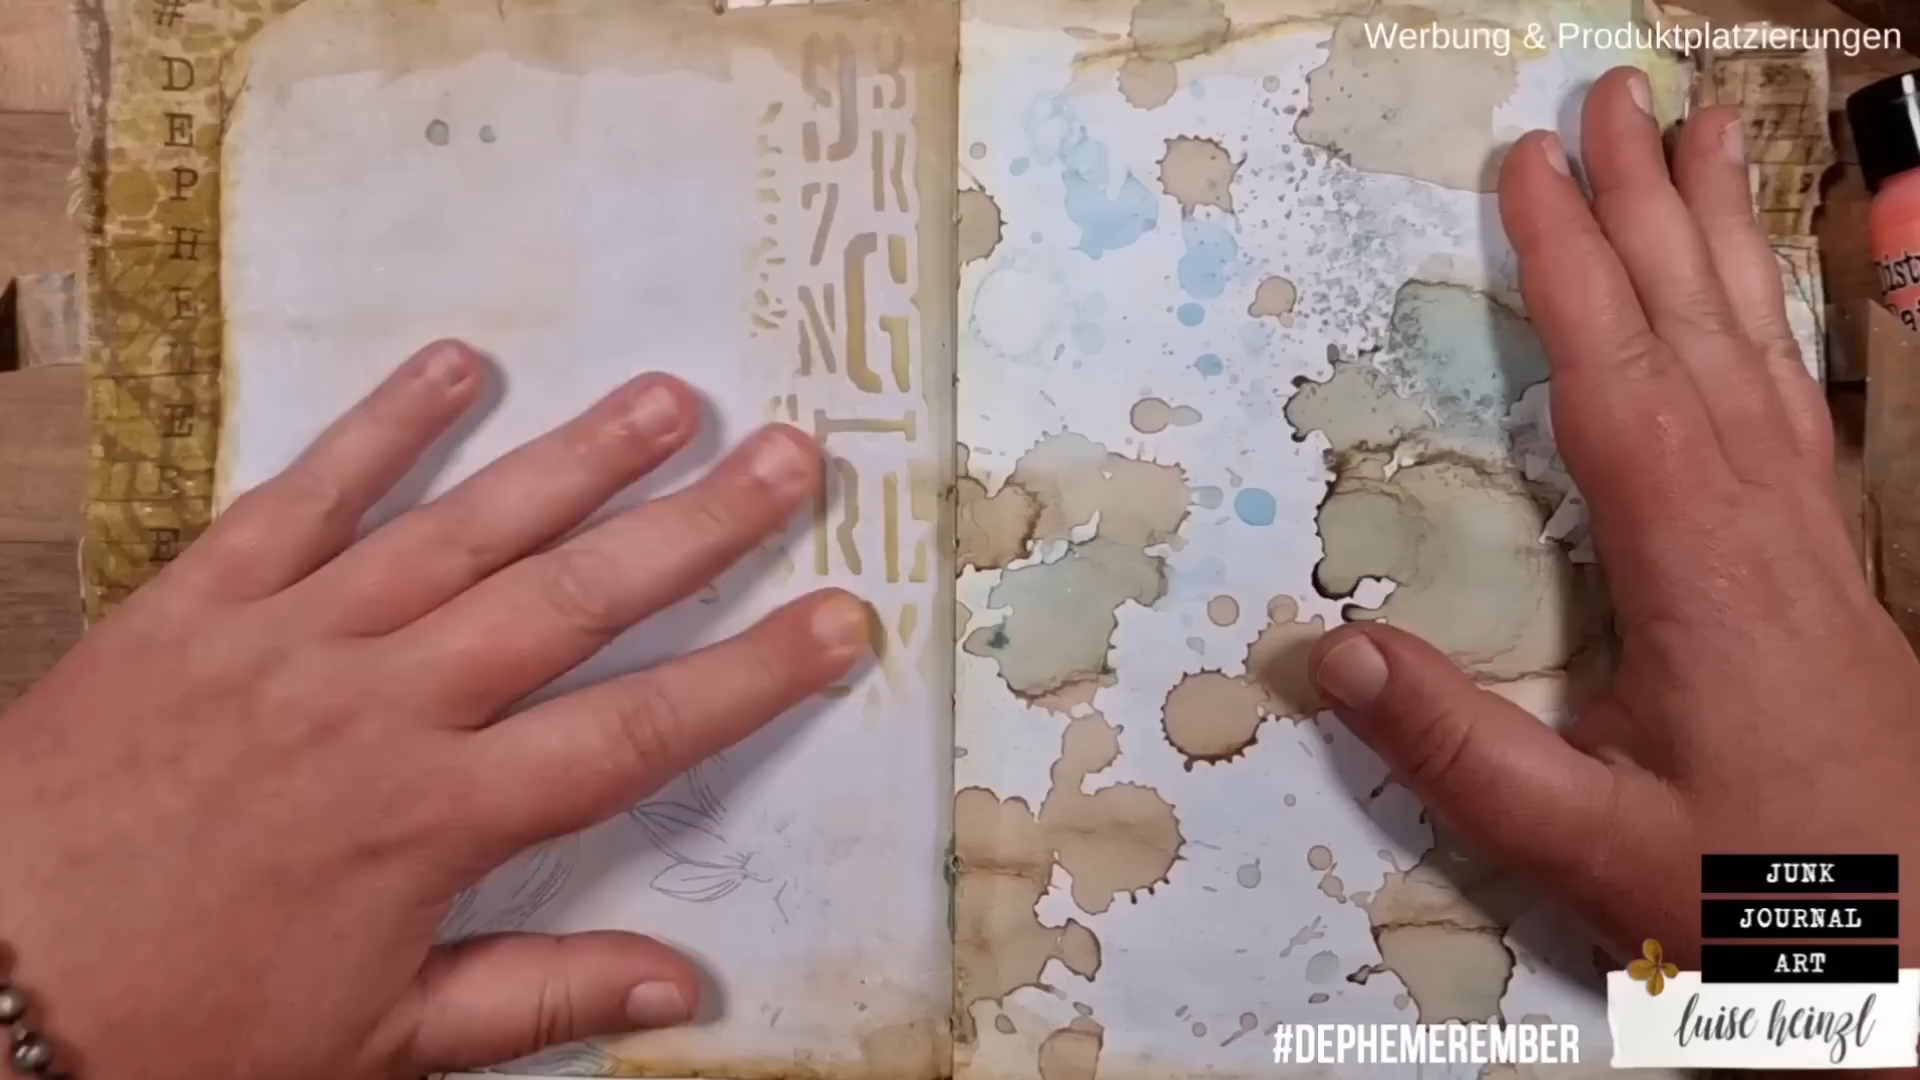 Werbung & Produktplatzierungen
#DEPHEMERE
G
JUNK
JOURNAL
ART
luise heinzl
#DEPHEMEREMBER